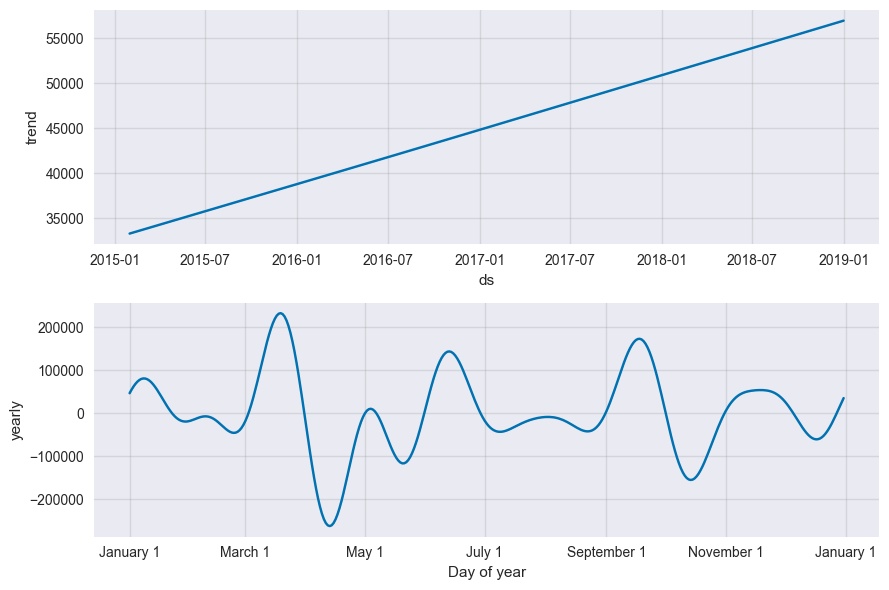 55000
50000
45000
40000
35000
trend
2015-01 2015-07 2016-01 2016-07 2017-01 2017-07 2018-01 2018-07 2019-01
ds
200000
100000
0
−100000
−200000
yearly
January 1 March 1 May 1 July 1 September 1 November 1 January 1
Day of year